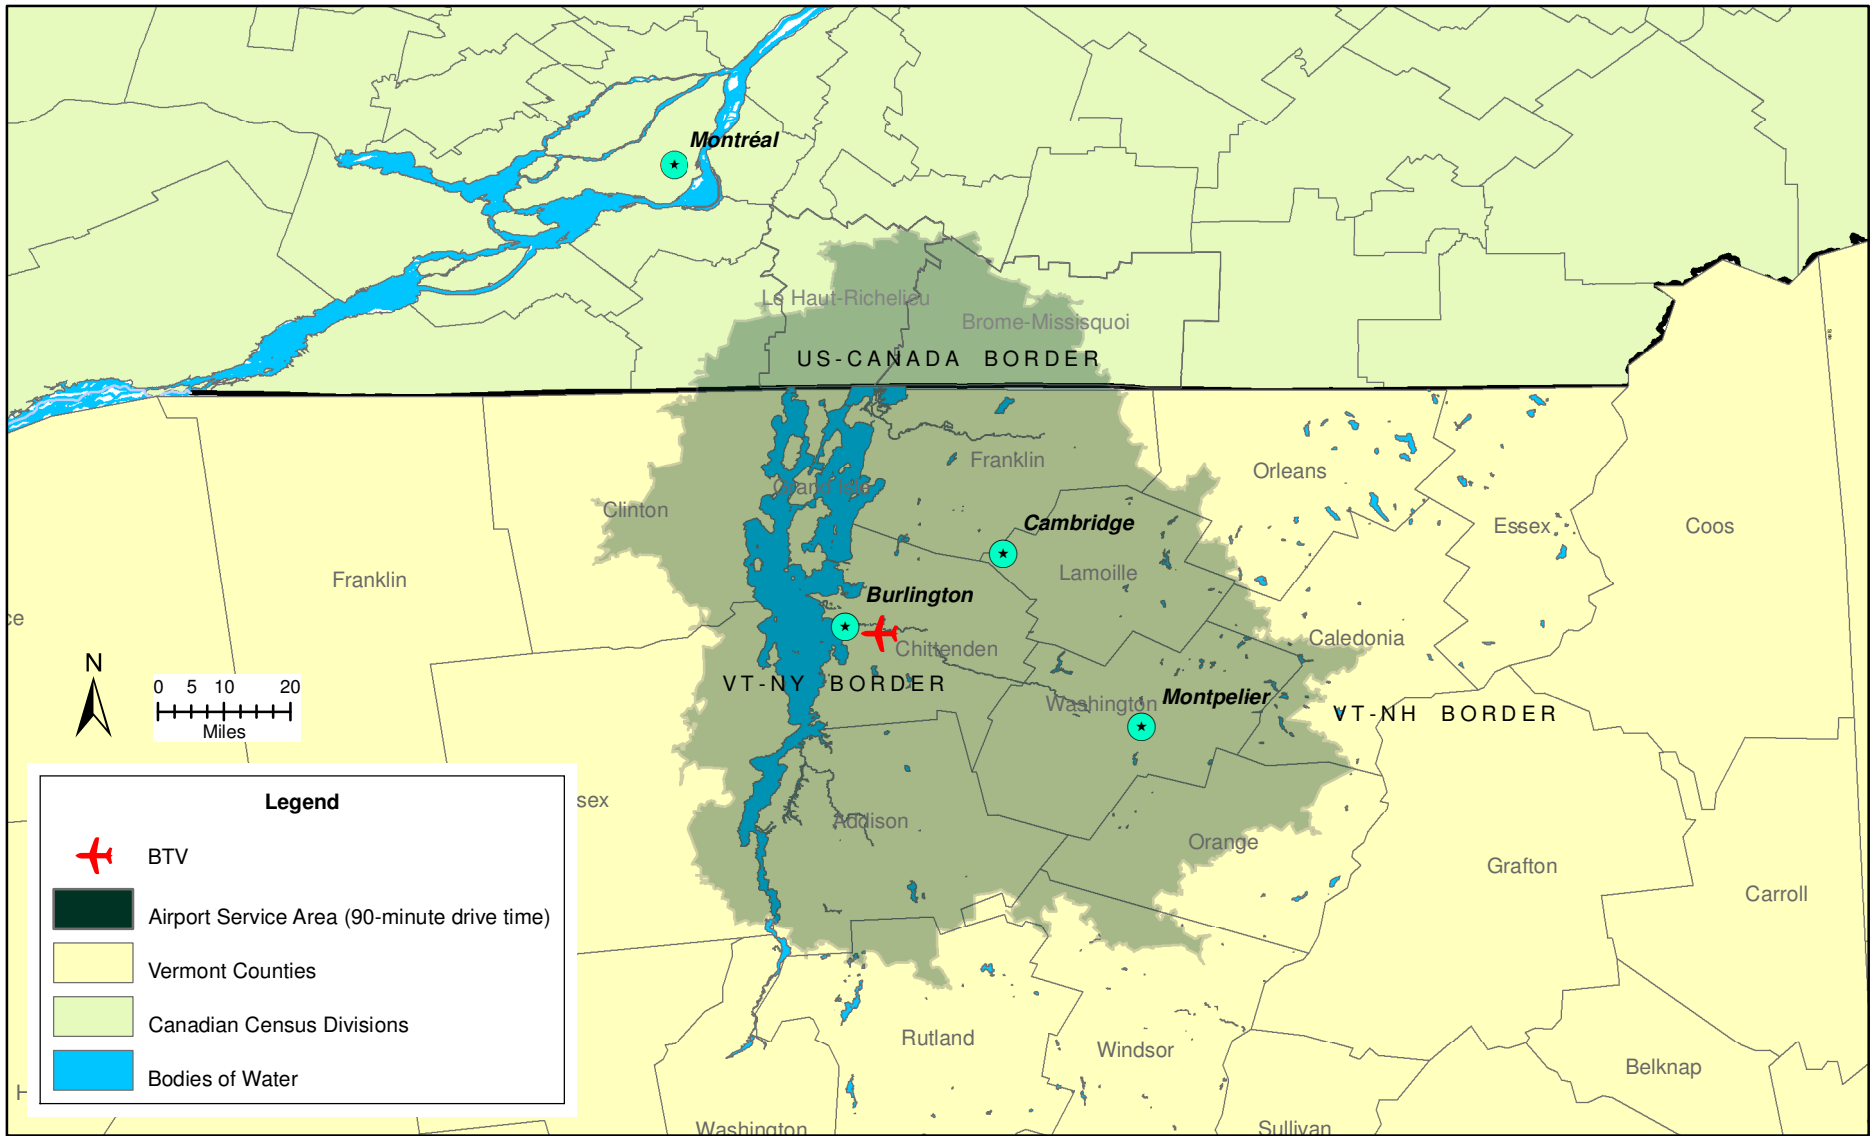 Montréal
Le Haut-Richelieu
Brome-Missisquoi
US-CANADA BORDER
Franklin
Orleans
Grand Isle
Clinton
Cambridge
Essex
Coos
Franklin
Lamoille
Burlington
ce
Caledonia
Chittenden
N
VT-NY BORDER
0 5 10 20
Miles
Washington
Montpelier
VT-NH BORDER
sex
Addison
Orange
Grafton
Carroll
Legend
BTV
Airport Service Area (90-minute drive time)
Vermont Counties
Canadian Census Divisions
Bodies of Water
Rutland
Windsor
Belknap
H
Washington
Sullivan